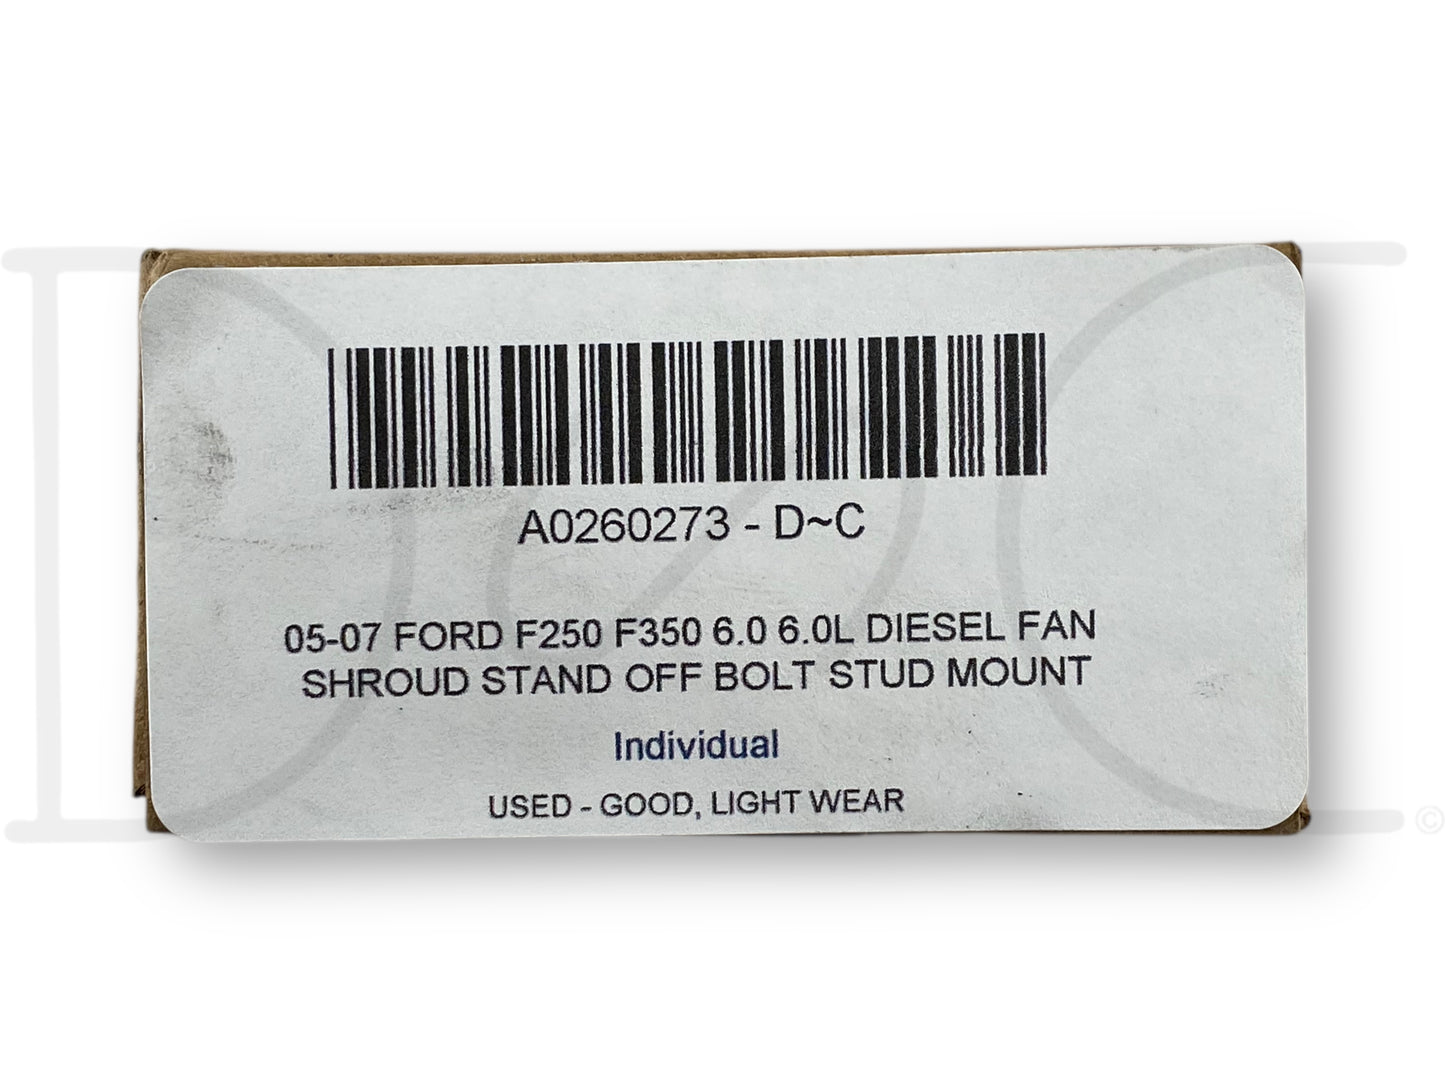 A0260273 - D~C
05-07 FORD F250 F350 6.0 6.0L DIESEL FAN
SHROUD STAND OFF BOLT STUD MOUNT
Individual
USED - GOOD, LIGHT WEAR
©